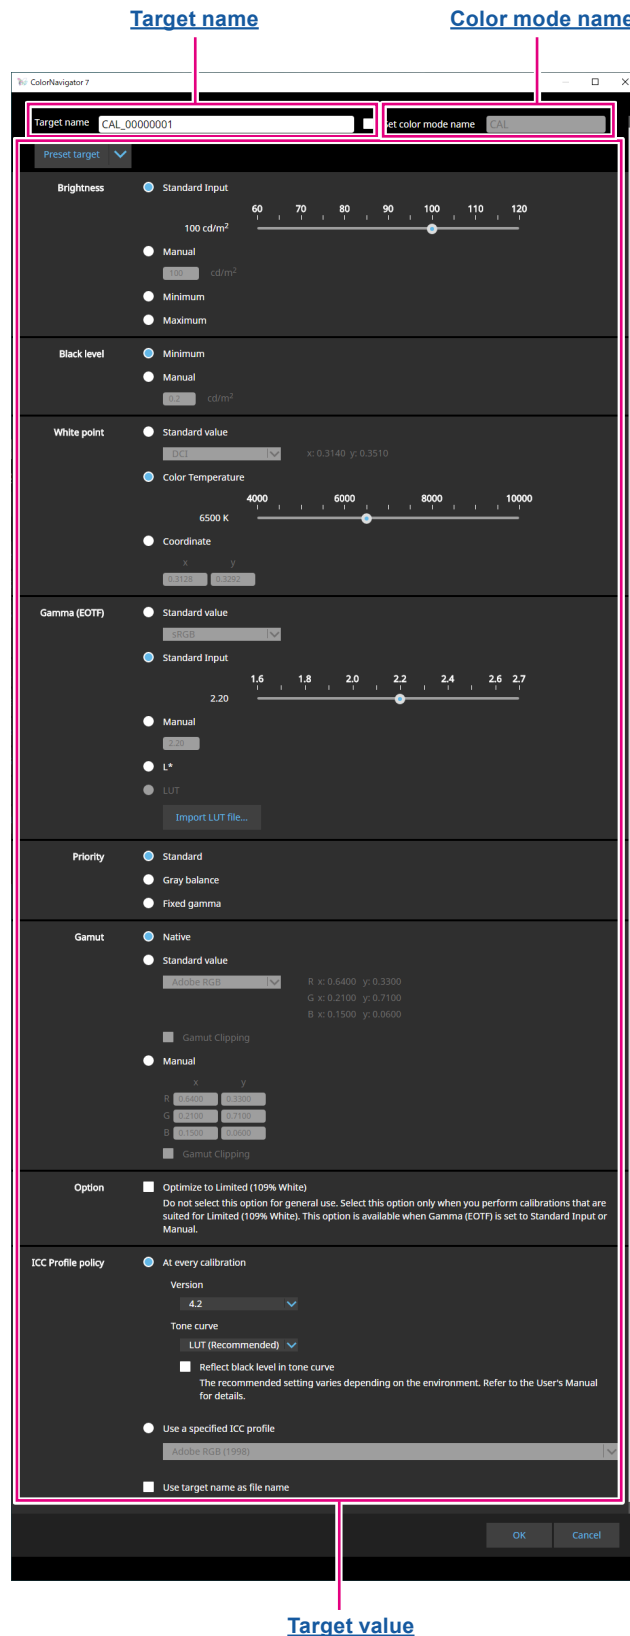 Target name
Color mode name
ColorNavigator 7
Target name CAL_00000001 Set color mode name CAL
Preset target
Brightness Standard Input
60 70 80 90 100 110 120
100 cd/m2
Manual
100 cd/m2
Minimum
Maximum
Black level Minimum
Manual
0.2 cd/m2
White point Standard value
DCI x: 0.3140 y: 0.3510
Color Temperature
4000 6000 8000 10000
6500 K
Coordinate
x y
0.3128 0.3292
Gamma (EOTF) Standard value
sRGB
Standard Input
1.6 1.8 2.0 2.2 2.4 2.6 2.7
2.20
Manual
2.20
L*
LUT
Import LUT file...
Priority Standard
Gray balance
Fixed gamma
Gamut Native
Standard value
Adobe RGB R x: 0.6400 y: 0.3300
G x: 0.2100 y: 0.7100
B x: 0.1500 y: 0.0600
Gamut Clipping
Manual
x y
R 0.6400 0.3300
G 0.2100 0.7100
B 0.1500 0.0600
Gamut Clipping
Option Optimize to Limited (109% White)
Do not select this option for general use. Select this option only when you perform calibrations that are
suited for Limited (109% White). This option is available when Gamma (EOTF) is set to Standard Input or
Manual.
ICC Profile policy At every calibration
Version
4.2
Tone curve
LUT (Recommended)
Reflect black level in tone curve
The recommended setting varies depending on the environment. Refer to the User's Manual
for details.
Use a specified ICC profile
Adobe RGB (1998)
Use target name as file name
OK Cancel
Target value